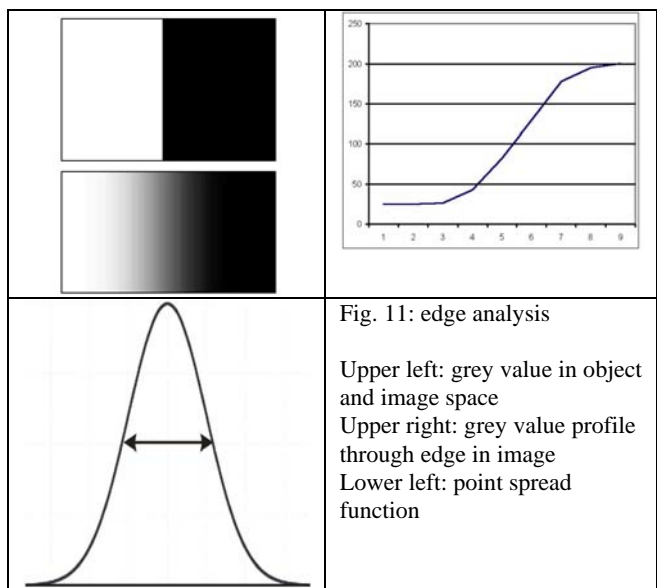 250
200
150
100
50
0
1 2 3 4 5 6 7 8 9
Fig. 11: edge analysis
Upper left: grey value in object
and image space
Upper right: grey value profile
through edge in image
Lower left: point spread
function